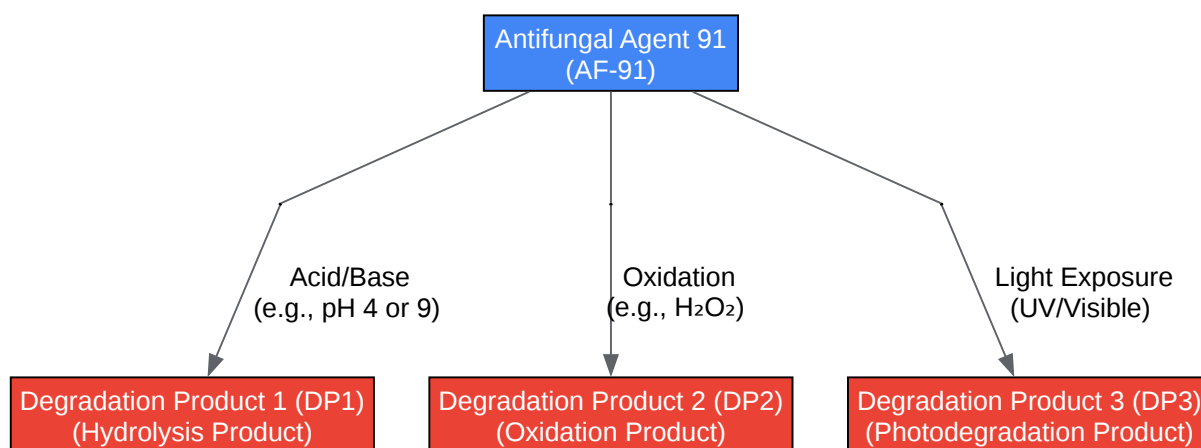 Antifungal Agent 91
(AF-91)
Acid/Base
(e.g., pH 4 or 9)
Oxidation
(e.g., H₂O₂)
Light Exposure
(UV/Visible)
Degradation Product 1 (DP1)
(Hydrolysis Product)
Degradation Product 2 (DP2)
(Oxidation Product)
Degradation Product 3 (DP3)
(Photodegradation Product)